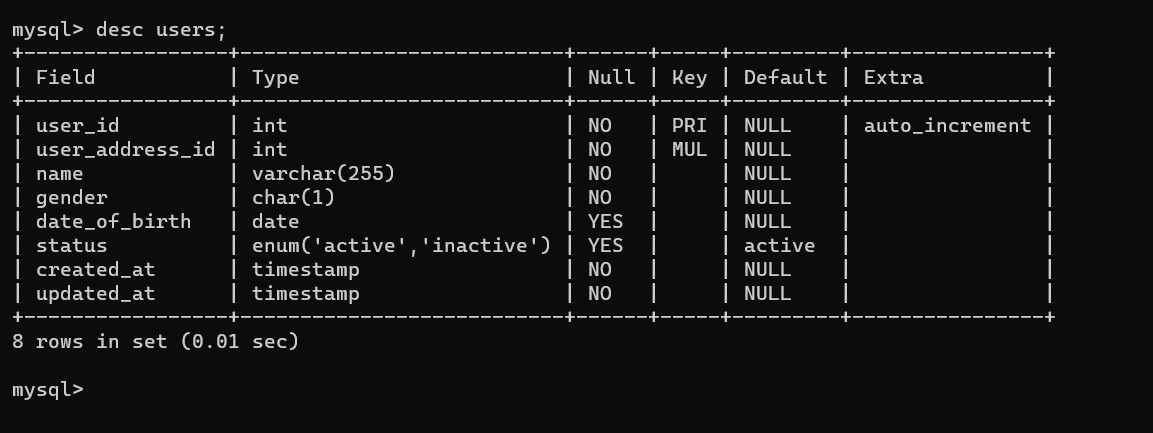 mysql> desc users;
+-----------------+---------------------------+------+-----+---------+----------------+
| Field           | Type                      | Null | Key | Default | Extra          |
+-----------------+---------------------------+------+-----+---------+----------------+
| user_id         | int                       | NO   | PRI | NULL    | auto_increment |
| user_address_id | int                       | NO   | MUL | NULL    |                |
| name            | varchar(255)              | NO   |     | NULL    |                |
| gender          | char(1)                   | NO   |     | NULL    |                |
| date_of_birth   | date                      | YES  |     | NULL    |                |
| status          | enum('active','inactive') | YES  |     | active  |                |
| created_at      | timestamp                 | NO   |     | NULL    |                |
| updated_at      | timestamp                 | NO   |     | NULL    |                |
+-----------------+---------------------------+------+-----+---------+----------------+
8 rows in set (0.01 sec)
mysql>